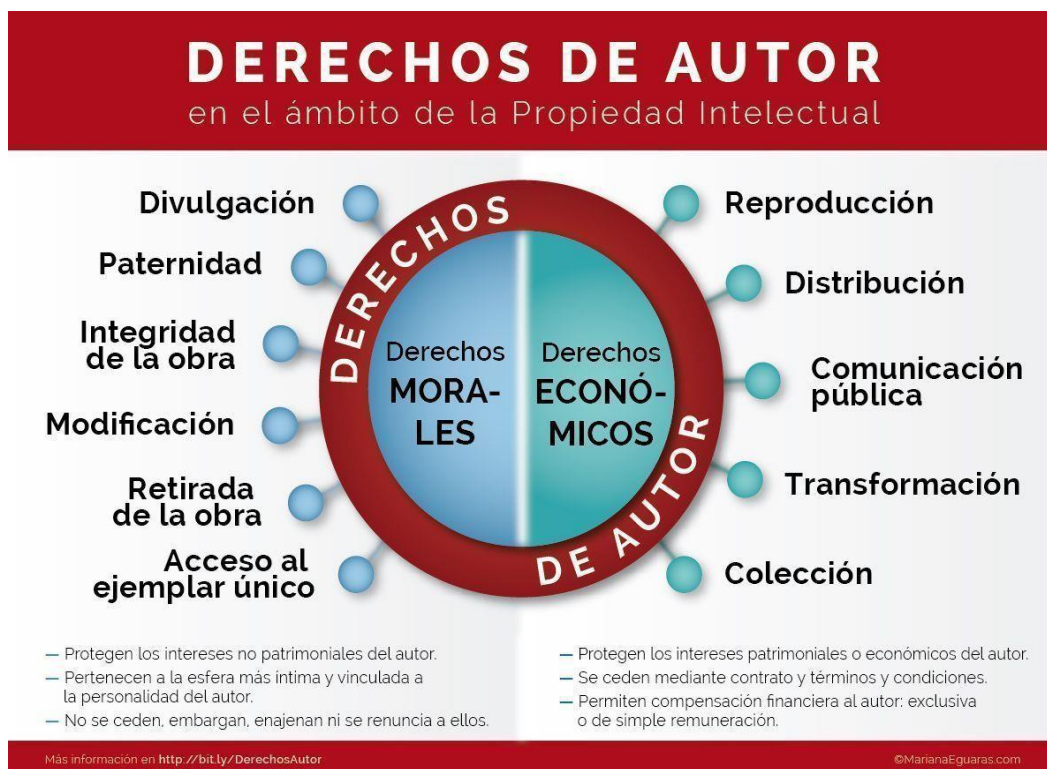 DERECHOS DE AUTOR
en el ámbito de la Propiedad Intelectual
Divulgación
Paternidad
Integridad
de la obra
Modificación
Retirada
de la obra
Acceso al
ejemplar único
DERECHOS
DE AUTOR
Derechos
MORA-
LES
Derechos
ECONÓ-
MICOS
Reproducción
Distribución
Comunicación
pública
Transformación
Colección
— Protegen los intereses no patrimoniales del autor.
— Pertenecen a la esfera más íntima y vinculada a
la personalidad del autor.
— No se ceden, embargan, enajenan ni se renuncia a ellos.
— Protegen los intereses patrimoniales o económicos del autor.
— Se ceden mediante contrato y términos y condiciones.
— Permiten compensación financiera al autor: exclusiva
o de simple remuneración.
Más información en http://bit.ly/DerechosAutor
©MarianaEguaras.com